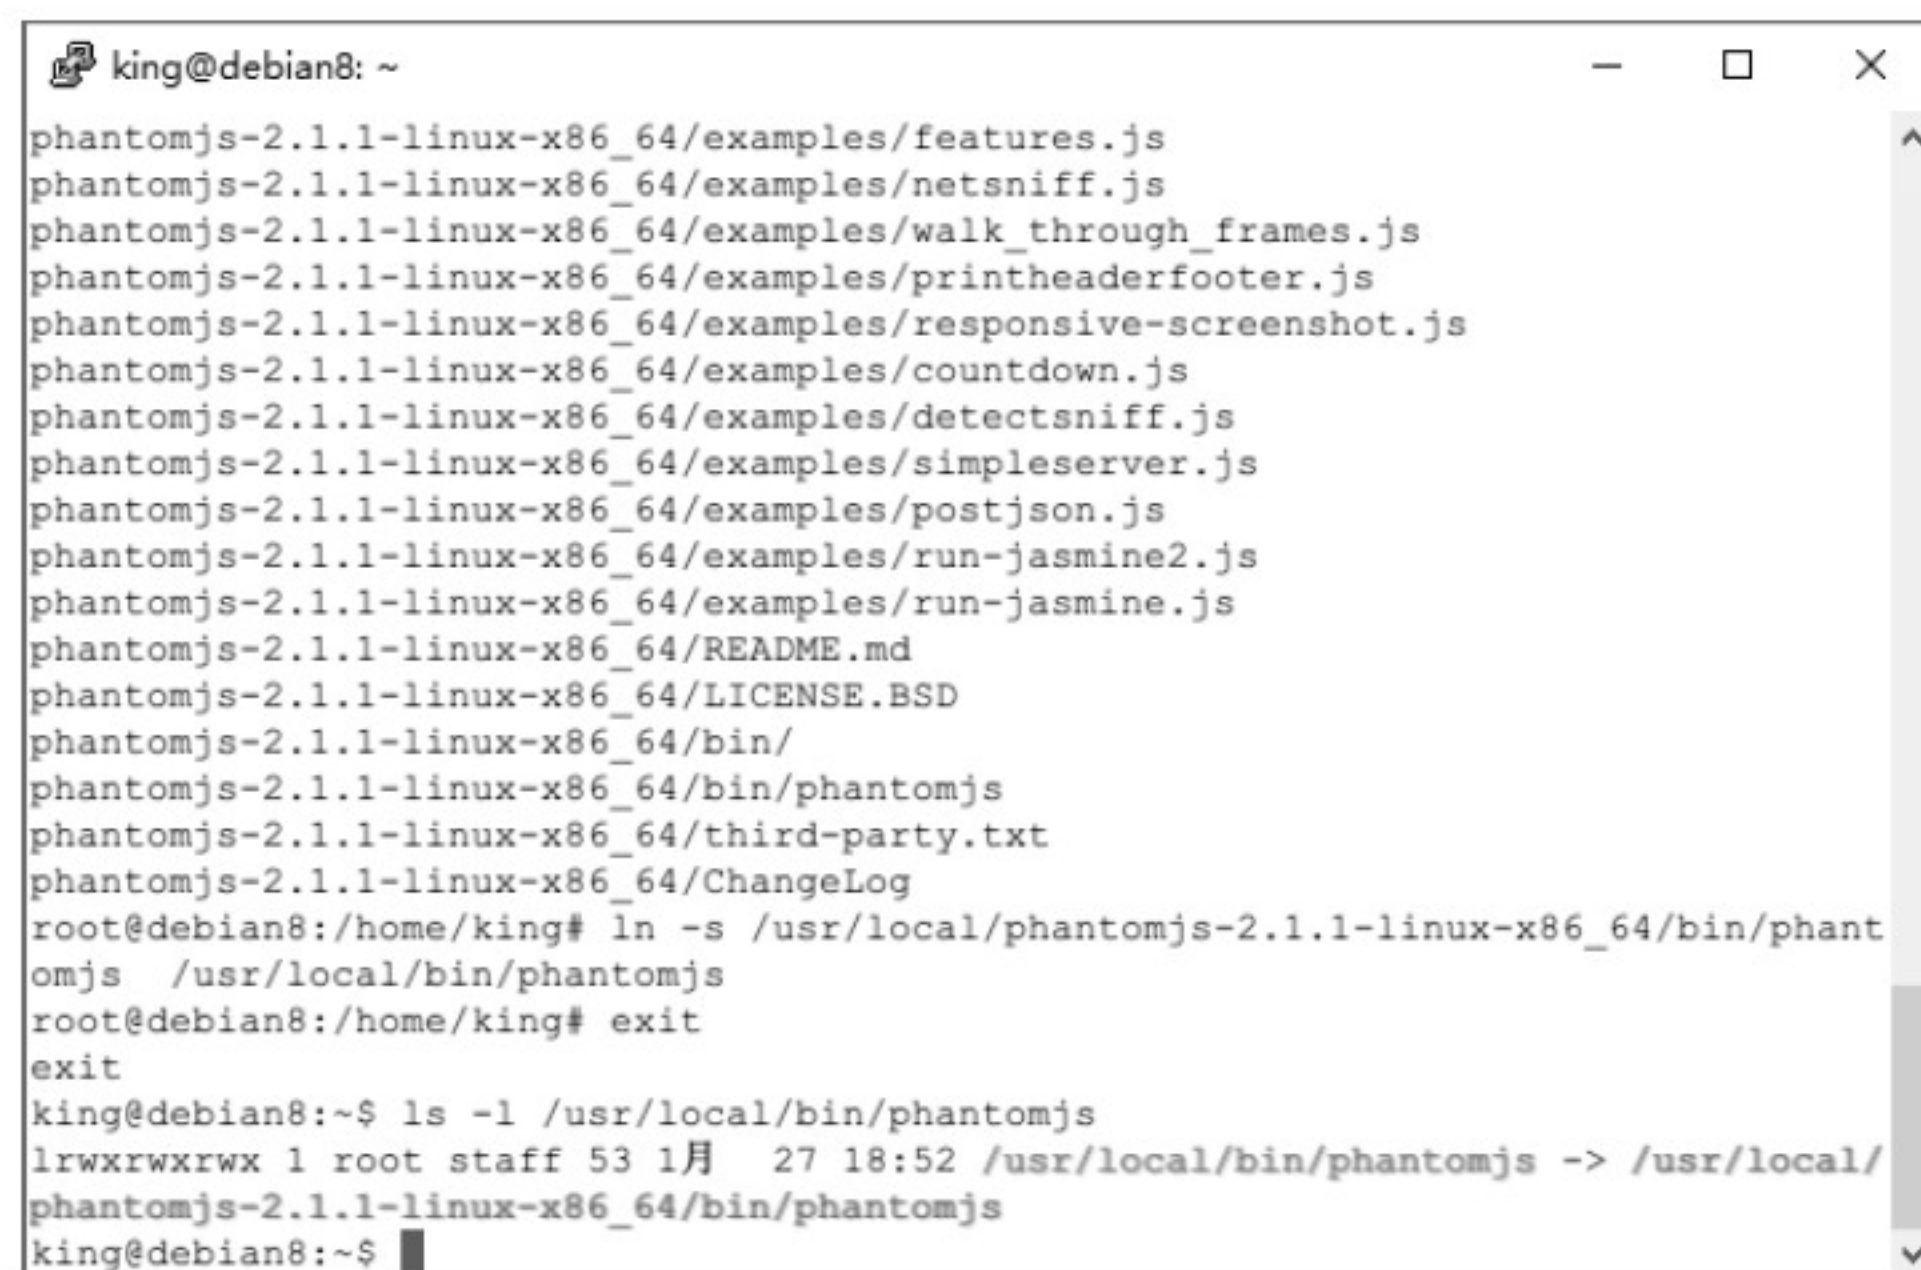 king@debian8: ~
phantomjs-2.1.1-linux-x86_64/examples/features.js
phantomjs-2.1.1-linux-x86_64/examples/netsniff.js
phantomjs-2.1.1-linux-x86_64/examples/walk_through_frames.js
phantomjs-2.1.1-linux-x86_64/examples/printheaderfooter.js
phantomjs-2.1.1-linux-x86_64/examples/responsive-screenshot.js
phantomjs-2.1.1-linux-x86_64/examples/countdown.js
phantomjs-2.1.1-linux-x86_64/examples/detectsniff.js
phantomjs-2.1.1-linux-x86_64/examples/simpleserver.js
phantomjs-2.1.1-linux-x86_64/examples/postjson.js
phantomjs-2.1.1-linux-x86_64/examples/run-jasmine2.js
phantomjs-2.1.1-linux-x86_64/examples/run-jasmine.js
phantomjs-2.1.1-linux-x86_64/README.md
phantomjs-2.1.1-linux-x86_64/LICENSE.BSD
phantomjs-2.1.1-linux-x86_64/bin/
phantomjs-2.1.1-linux-x86_64/bin/phantomjs
phantomjs-2.1.1-linux-x86_64/third-party.txt
phantomjs-2.1.1-linux-x86_64/ChangeLog
root@debian8:/home/king# ln -s /usr/local/phantomjs-2.1.1-linux-x86_64/bin/phant
omjs  /usr/local/bin/phantomjs
root@debian8:/home/king# exit
exit
king@debian8:~$ ls -l /usr/local/bin/phantomjs
lrwxrwxrwx 1 root staff 53 1月   27 18:52 /usr/local/bin/phantomjs -> /usr/local/
phantomjs-2.1.1-linux-x86_64/bin/phantomjs
king@debian8:~$